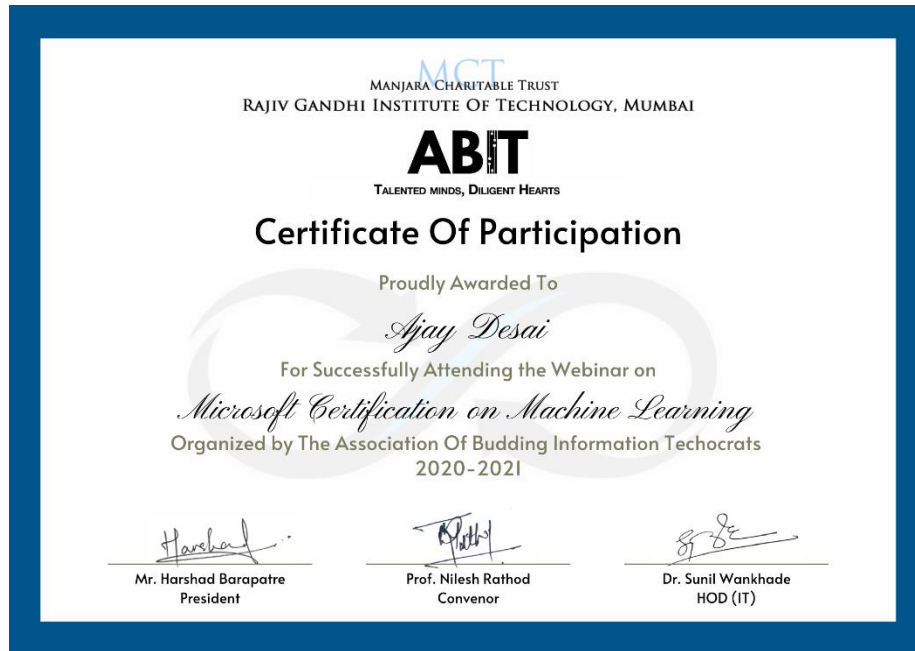 MCT
MANJARA CHARITABLE TRUST
RAJIV GANDHI INSTITUTE OF TECHNOLOGY, MUMBAI
ABIT
TALENTED MINDS, DILIGENT HEARTS
Certificate Of Participation
Proudly Awarded To
Ajay Desai
For Successfully Attending the Webinar on
Microsoft Certification on Machine Learning
Organized by The Association Of Budding Information Techocrats
2020-2021
Harshad
Mr. Harshad Barapatre
President
Prof. Nilesh Rathod
Convenor
Dr. Sunil Wankhade
HOD (IT)